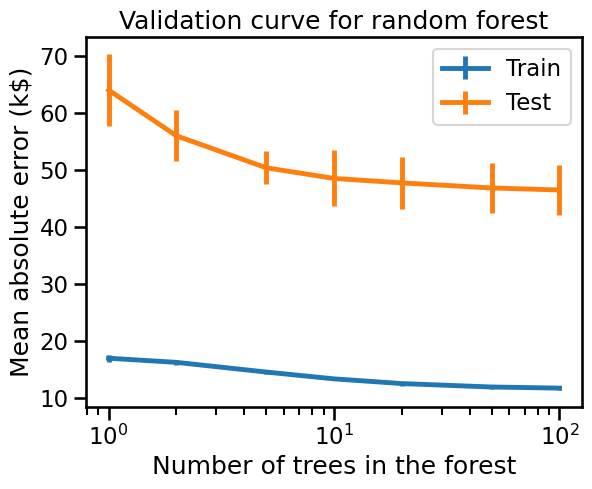 Validation curve for random forest
Mean absolute error (k$)
70
60
50
40
30
20
10
Train
Test
10⁰
10¹
10²
Number of trees in the forest